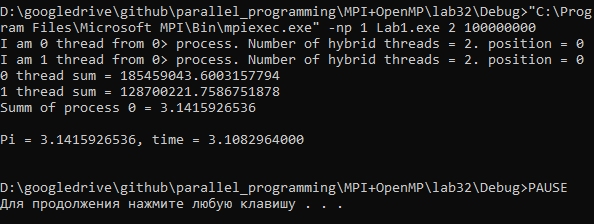 D:\googledrive\github\parallel_programming\MPI+OpenMP\lab32\Debug>"C:\Prog
ram Files\Microsoft MPI\Bin\mpiexec.exe" -np 1 Lab1.exe 2 100000000
I am 0 thread from 0> process. Number of hybrid threads = 2. position = 0
I am 1 thread from 0> process. Number of hybrid threads = 2. position = 0
0 thread sum = 185459043.6003157794
1 thread sum = 128700221.7586751878
Summ of process 0 = 3.1415926536
Pi = 3.1415926536, time = 3.1082964000
D:\googledrive\github\parallel_programming\MPI+OpenMP\lab32\Debug>PAUSE
Для продолжения нажмите любую клавишу . . .